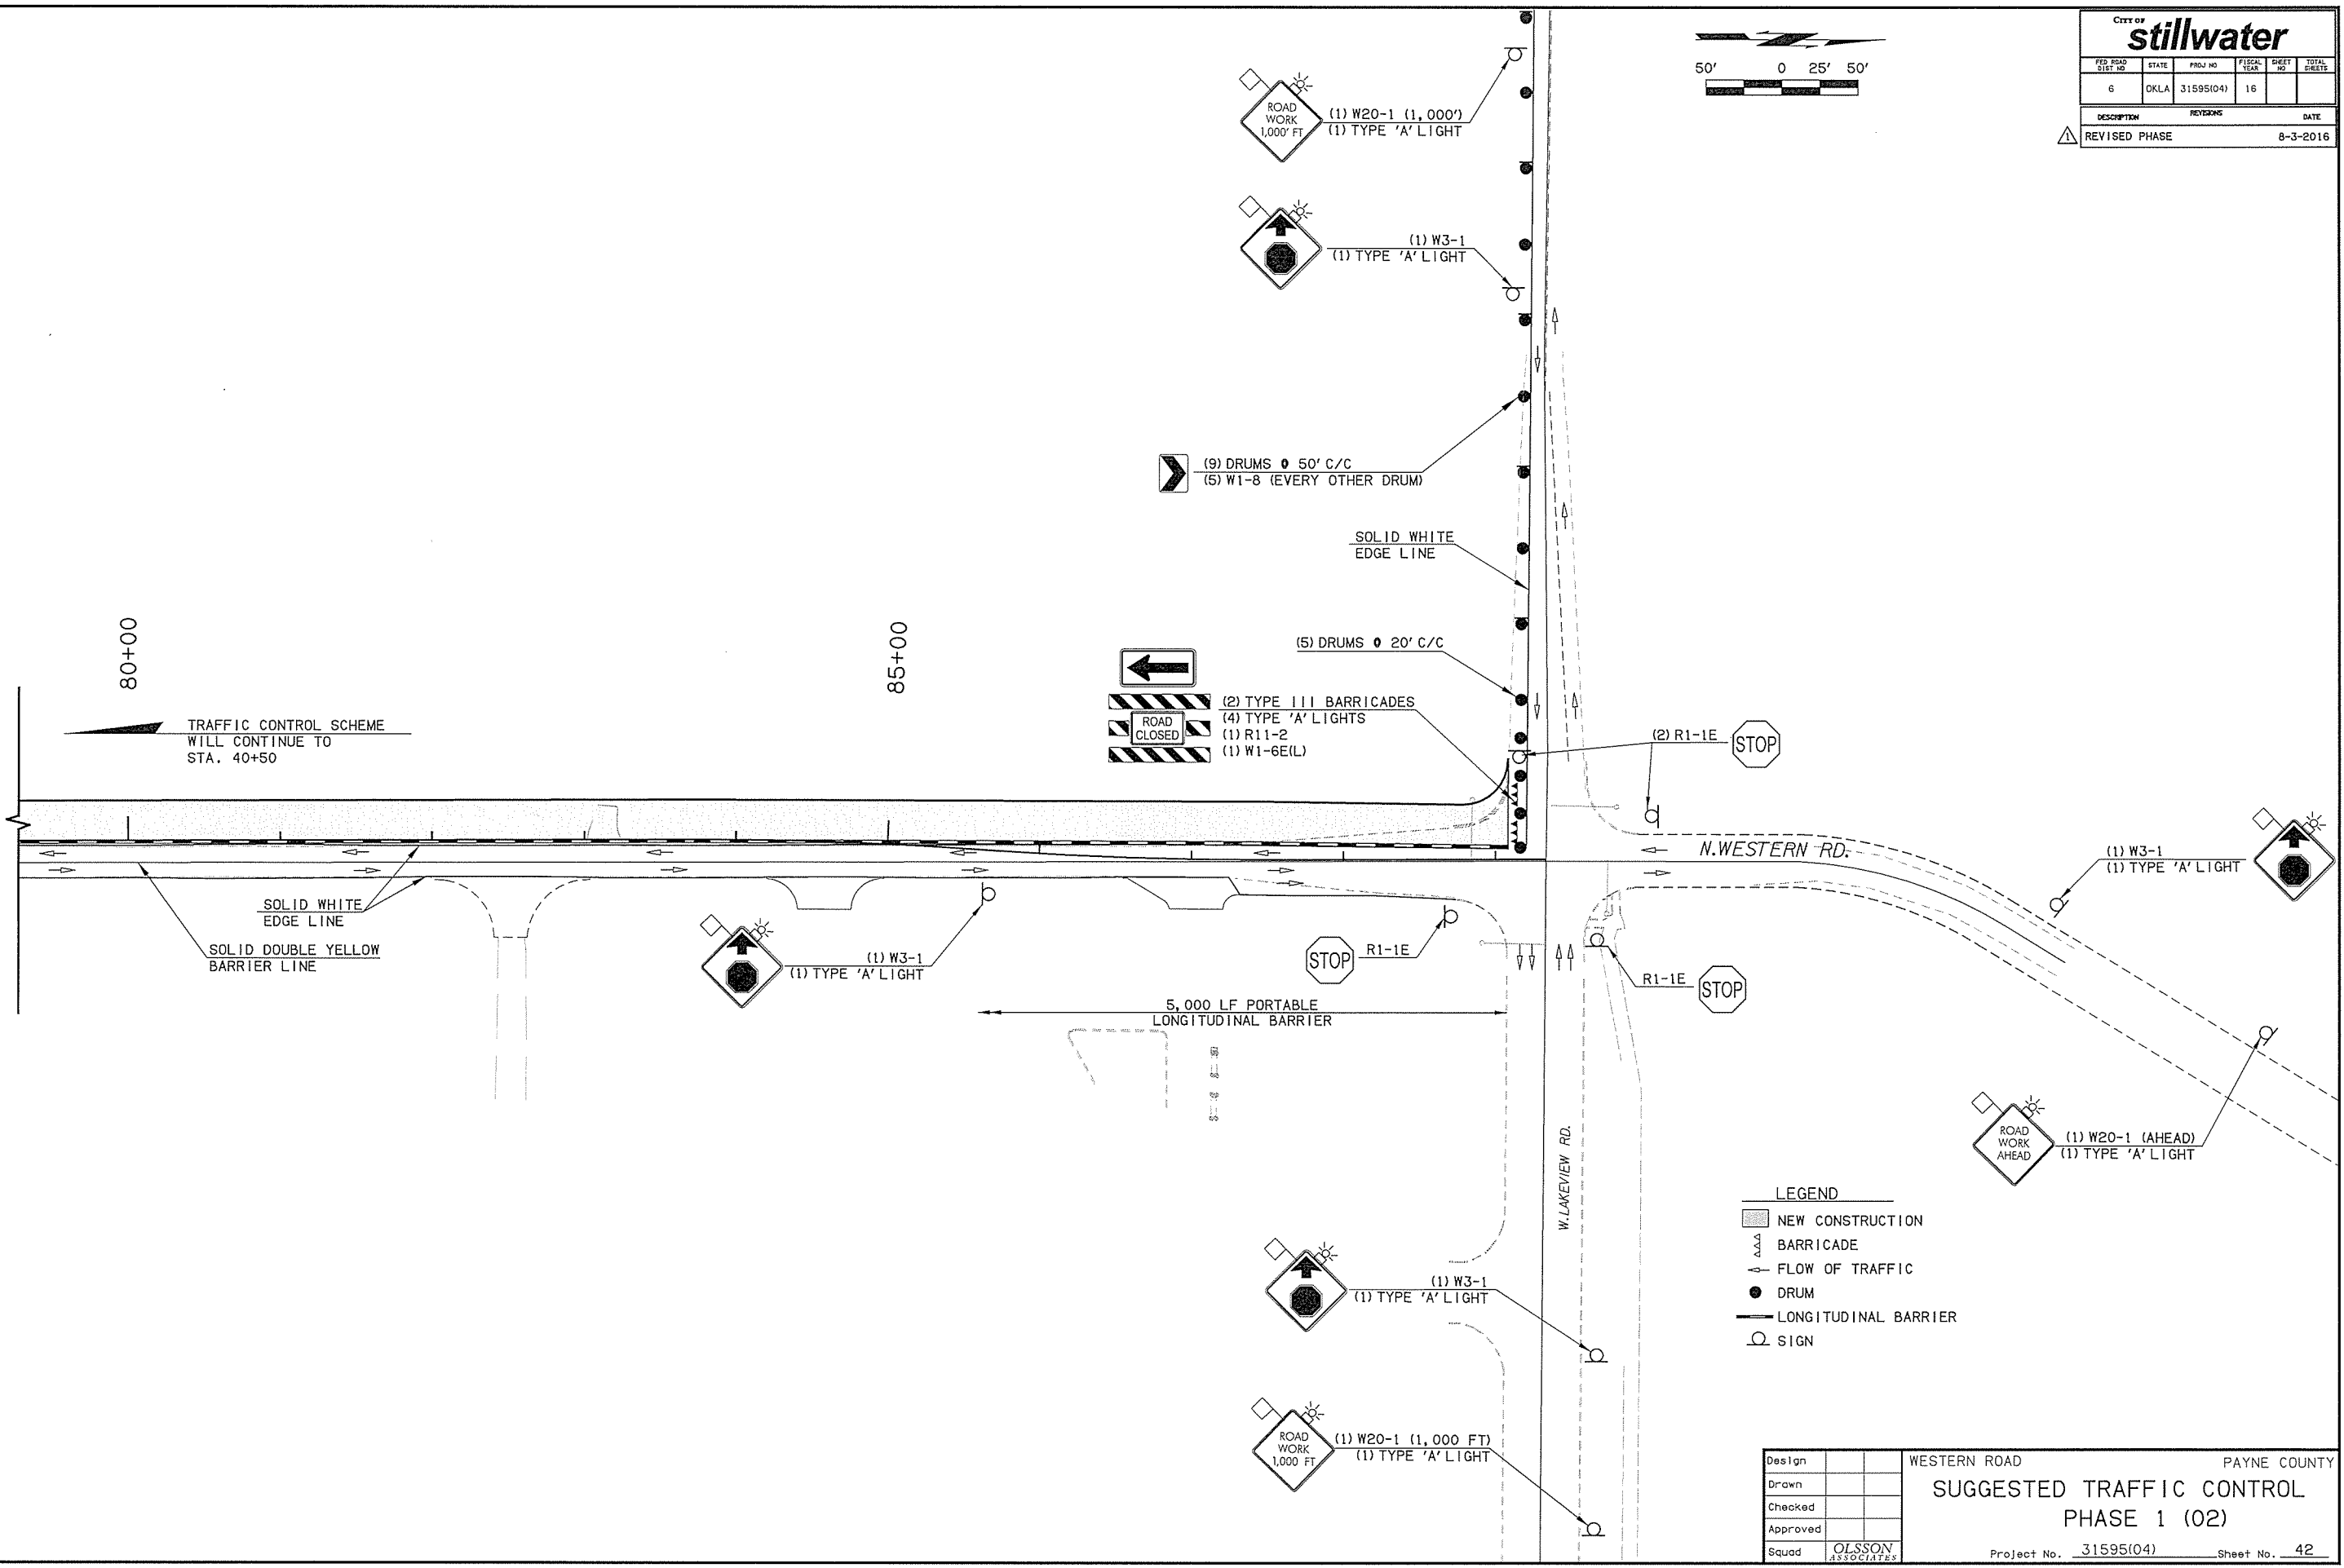 CITY OF
stillwater
FED ROAD DIST NO
STATE
PROJ NO
FISCAL YEAR
SHEET NO
TOTAL SHEETS
6
OKLA
31595(04)
16
DESCRIPTION
REVISIONS
DATE
1
REVISED PHASE
8-3-2016
50'
0
25'
50'
ROAD
WORK
1,000' FT
(1) W20-1 (1,000')
(1) TYPE 'A' LIGHT
(1) W3-1
(1) TYPE 'A' LIGHT
(9) DRUMS @ 50' C/C
(5) W1-8 (EVERY OTHER DRUM)
SOLID WHITE
EDGE LINE
(5) DRUMS @ 20' C/C
80+00
85+00
TRAFFIC CONTROL SCHEME
WILL CONTINUE TO
STA. 40+50
ROAD
CLOSED
(2) TYPE III BARRICADES
(4) TYPE 'A' LIGHTS
(1) R11-2
(1) W1-6E(L)
(2) R1-1E
STOP
N.WESTERN RD.
(1) W3-1
(1) TYPE 'A' LIGHT
SOLID WHITE
EDGE LINE
SOLID DOUBLE YELLOW
BARRIER LINE
(1) W3-1
(1) TYPE 'A' LIGHT
STOP
R1-1E
R1-1E
STOP
5,000 LF PORTABLE
LONGITUDINAL BARRIER
W.LAKEVIEW RD.
ROAD
WORK
AHEAD
(1) W20-1 (AHEAD)
(1) TYPE 'A' LIGHT
LEGEND
NEW CONSTRUCTION
BARRICADE
FLOW OF TRAFFIC
DRUM
LONGITUDINAL BARRIER
SIGN
(1) W3-1
(1) TYPE 'A' LIGHT
ROAD
WORK
1,000 FT
(1) W20-1 (1,000 FT)
(1) TYPE 'A' LIGHT
Design
Drawn
Checked
Approved
Squad
OLSSON
ASSOCIATES
WESTERN ROAD
PAYNE COUNTY
SUGGESTED TRAFFIC CONTROL
PHASE 1 (02)
Project No. 31595(04)
Sheet No. 42